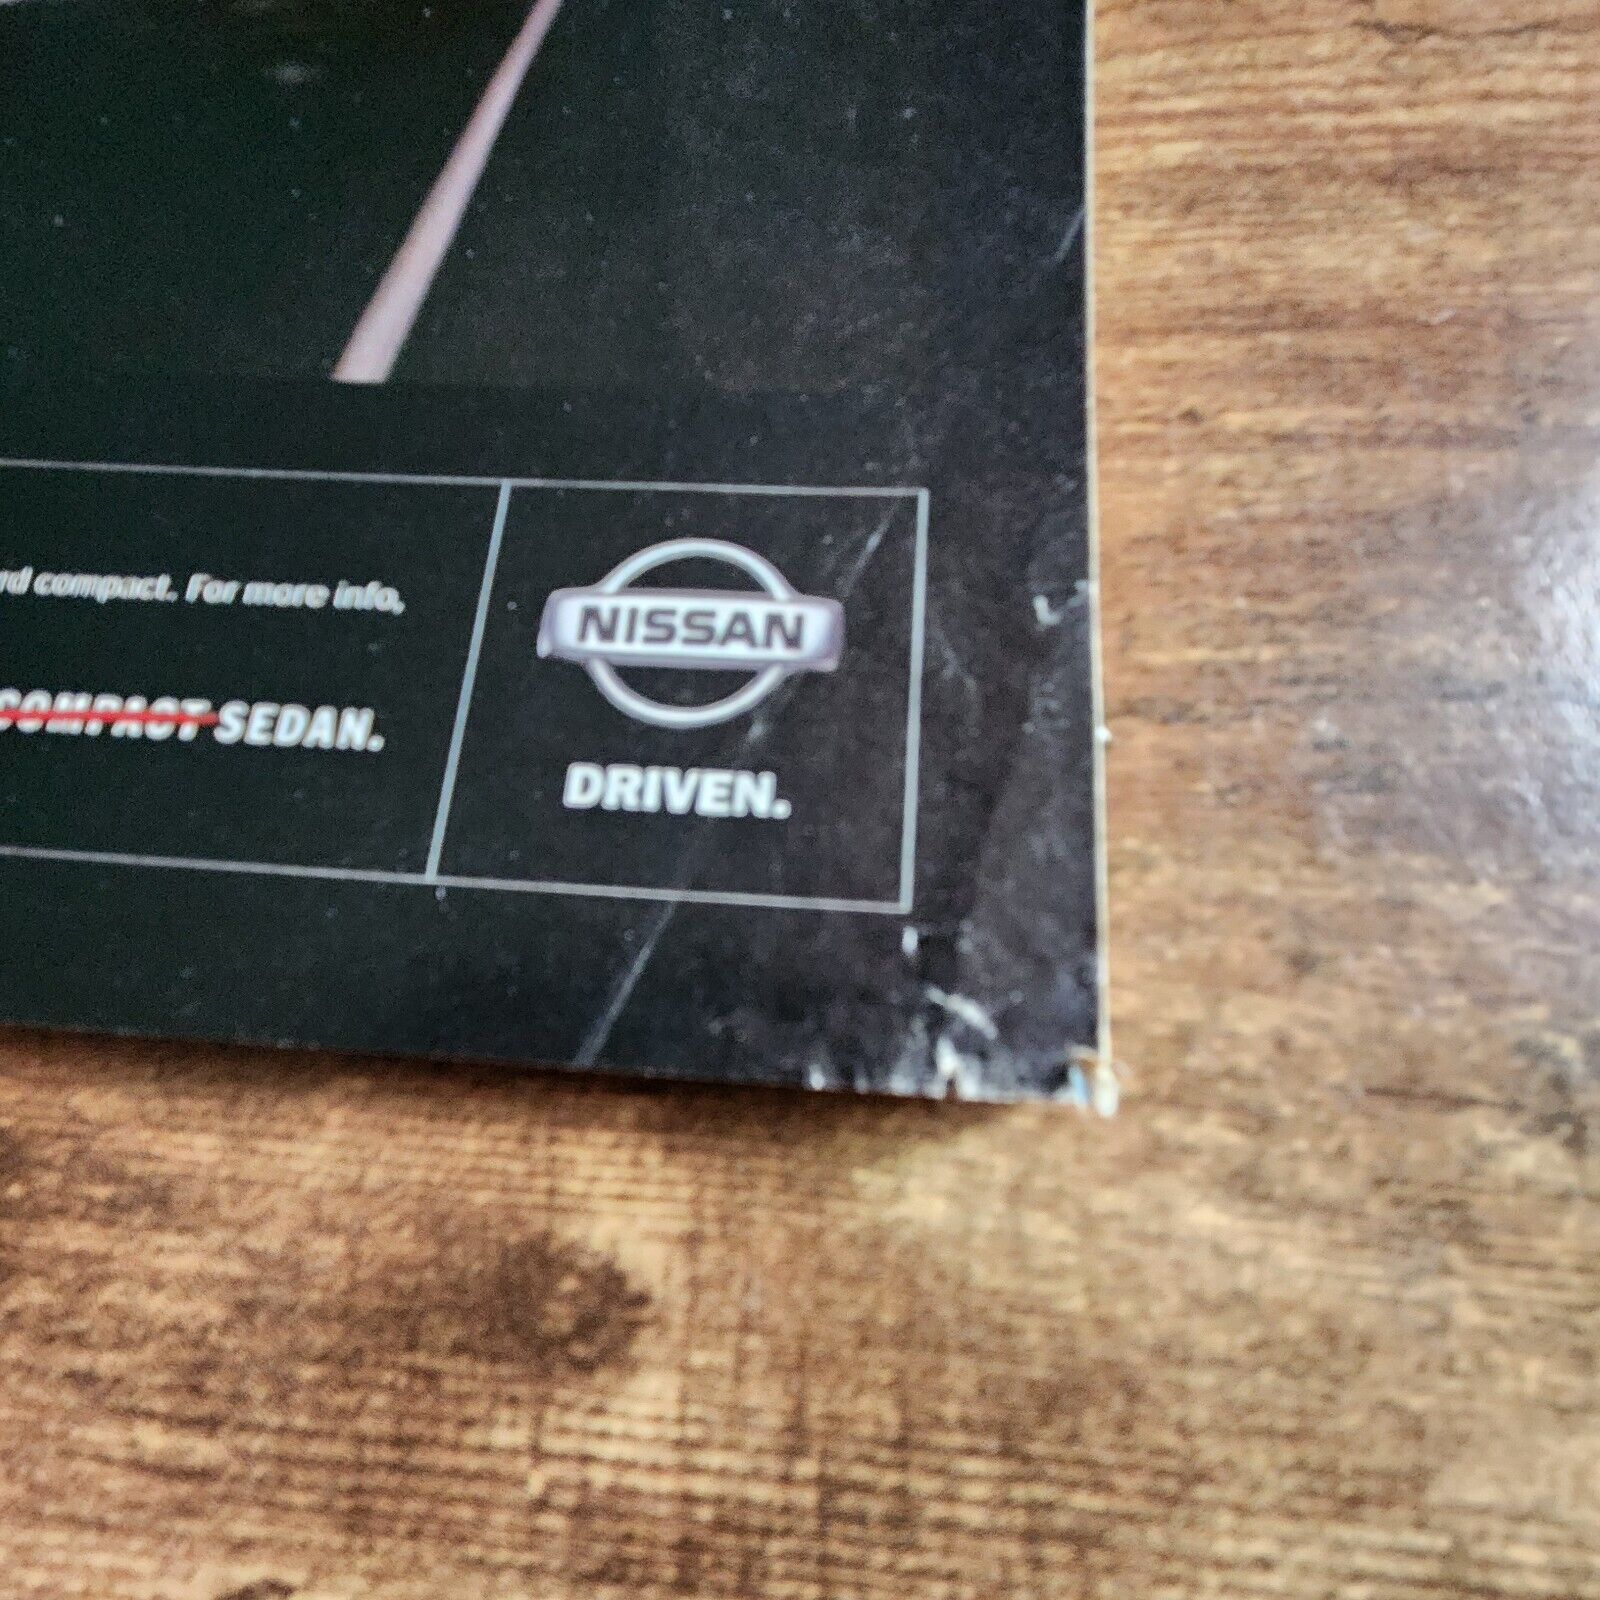 compact. For more info,
COMPACT SEDAN.
NISSAN
DRIVEN.